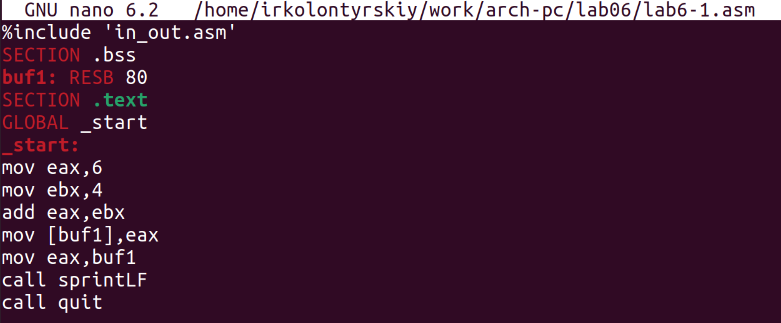 GNU nano 6.2 /home/irkolontyrskiy/work/arch-pc/lab06/lab6-1.asm
%include 'in_out.asm'
SECTION .bss
buf1: RESB 80
SECTION .text
GLOBAL _start
_start:
mov eax,6
mov ebx,4
add eax,ebx
mov [buf1],eax
mov eax,buf1
call sprintLF
call quit